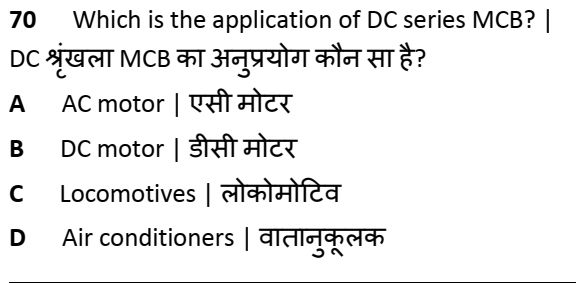 70 Which is the application of DC series MCB? |
DC श्रृंखला MCB का अनुप्रयोग कौन सा है?
A AC motor | एसी मोटर
B DC motor | डीसी मोटर
C Locomotives | लोकोमोटिव
D Air conditioners | वातानुकूलक